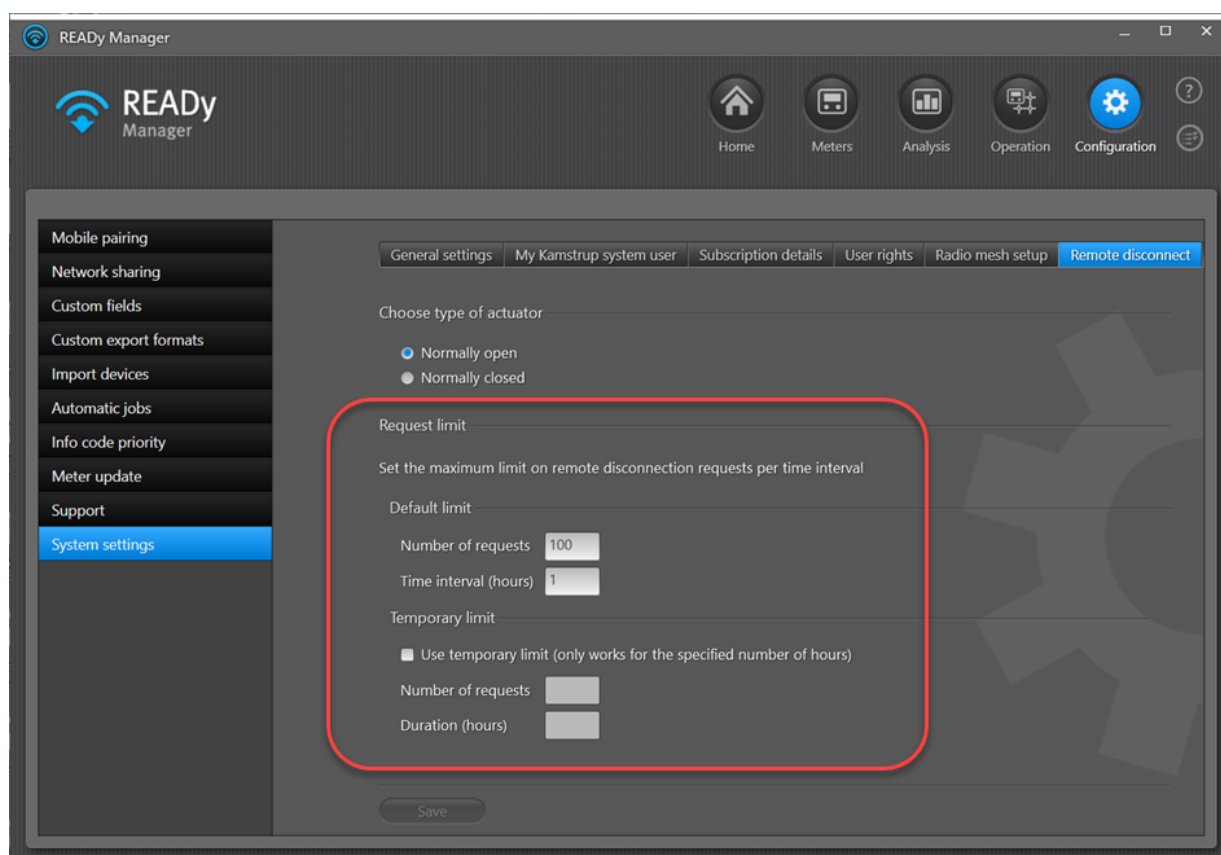 READy Manager
READy
Manager
Home
Meters
Analysis
Operation
Configuration
?
Mobile pairing
Network sharing
Custom fields
Custom export formats
Import devices
Automatic jobs
Info code priority
Meter update
Support
System settings
General settings
My Kamstrup system user
Subscription details
User rights
Radio mesh setup
Remote disconnect
Choose type of actuator
Normally open
Normally closed
Request limit
Set the maximum limit on remote disconnection requests per time interval
Default limit
Number of requests 100
Time interval (hours) 1
Temporary limit
Use temporary limit (only works for the specified number of hours)
Number of requests
Duration (hours)
Save